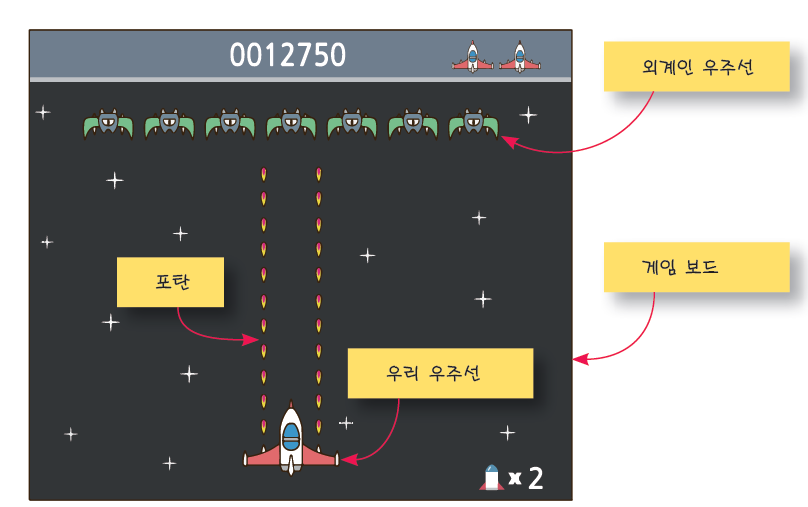 0012750
외계인 우주선
게임 보드
포탄
우리 우주선
x 2